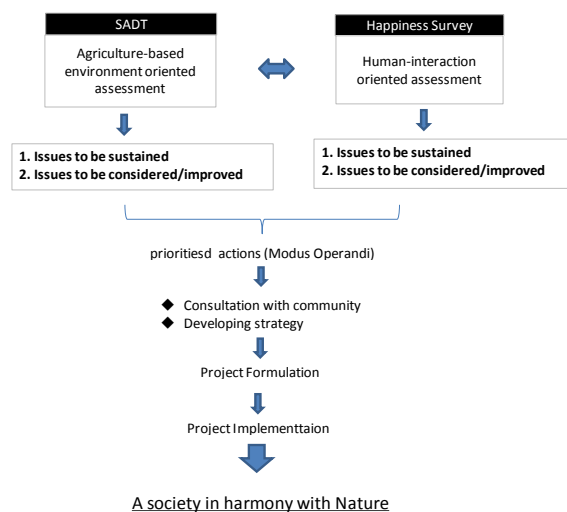 SADT
Agriculture-based
environment oriented
assessment
Happiness Survey
Human-interaction
oriented assessment
1. Issues to be sustained
2. Issues to be considered/improved
1. Issues to be sustained
2. Issues to be considered/improved
prioritiesd actions (Modus Operandi)
◆ Consultation with community
◆ Developing strategy
Project Formulation
Project Implementtaion
A society in harmony with Nature